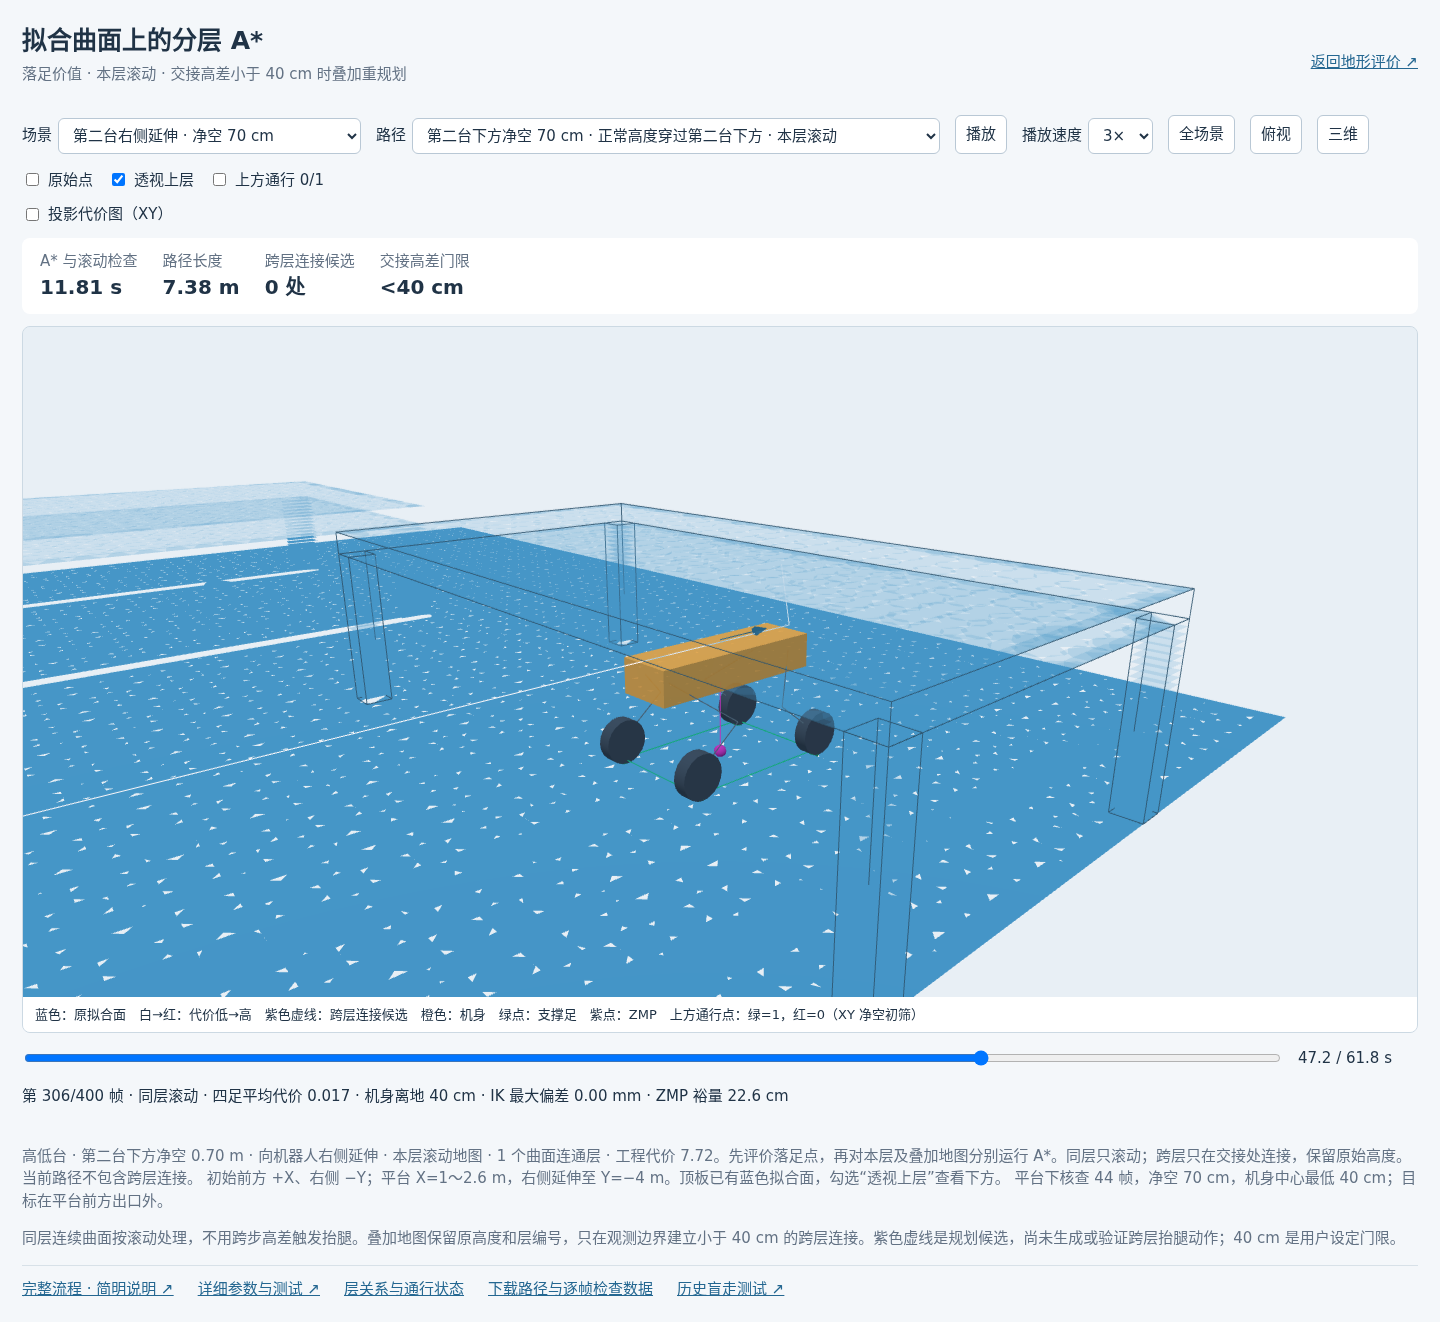 拟合曲面上的分层 A*
落足价值 · 本层滚动 · 交接高差小于 40 cm 时叠加重规划
返回地形评价 ↗
场景 第二台右侧延伸 · 净空 70 cm 路径 第二台下方净空 70 cm · 正常高度穿过第二台下方 · 本层滚动 播放 播放速度 3× 全场景 俯视 三维
原始点 透视上层 上方通行 0/1
投影代价图（XY）
A* 与滚动检查 路径长度 跨层连接候选 交接高差门限
11.81 s 7.38 m 0 处 <40 cm
蓝色：原拟合面 白→红：代价低→高 紫色虚线：跨层连接候选 橙色：机身 绿点：支撑足 紫点：ZMP 上方通行点：绿=1，红=0（XY 净空初筛）
47.2 / 61.8 s
第 306/400 帧 · 同层滚动 · 四足平均代价 0.017 · 机身离地 40 cm · IK 最大偏差 0.00 mm · ZMP 裕量 22.6 cm
高低台 · 第二台下方净空 0.70 m · 向机器人右侧延伸 · 本层滚动地图 · 1 个曲面连通层 · 工程代价 7.72。先评价落足点，再对本层及叠加地图分别运行 A*。同层只滚动；跨层只在交接处连接，保留原始高度。
当前路径不包含跨层连接。 初始前方 +X、右侧 −Y；平台 X=1～2.6 m，右侧延伸至 Y=−4 m。顶板已有蓝色拟合面，勾选“透视上层”查看下方。 平台下核查 44 帧，净空 70 cm，机身中心最低 40 cm；目
标在平台前方出口外。
同层连续曲面按滚动处理，不用跨步高差触发抬腿。叠加地图保留原高度和层编号，只在观测边界建立小于 40 cm 的跨层连接。紫色虚线是规划候选，尚未生成或验证跨层抬腿动作；40 cm 是用户设定门限。
完整流程 · 简明说明 ↗ 详细参数与测试 ↗ 层关系与通行状态 下载路径与逐帧检查数据 历史盲走测试 ↗